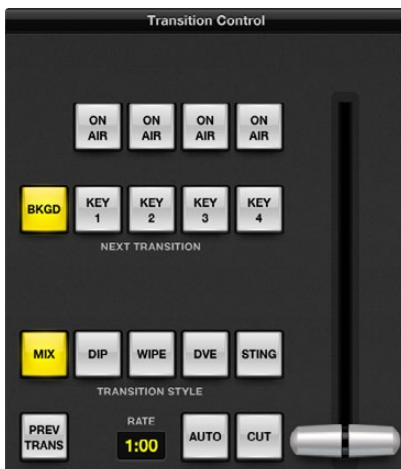 Transition Control
ON AIR ON AIR ON AIR ON AIR
BKGD KEY 1 KEY 2 KEY 3 KEY 4
NEXT TRANSITION
MIX DIP WIPE DVE STING
TRANSITION STYLE
PREV TRANS RATE 1:00 AUTO CUT